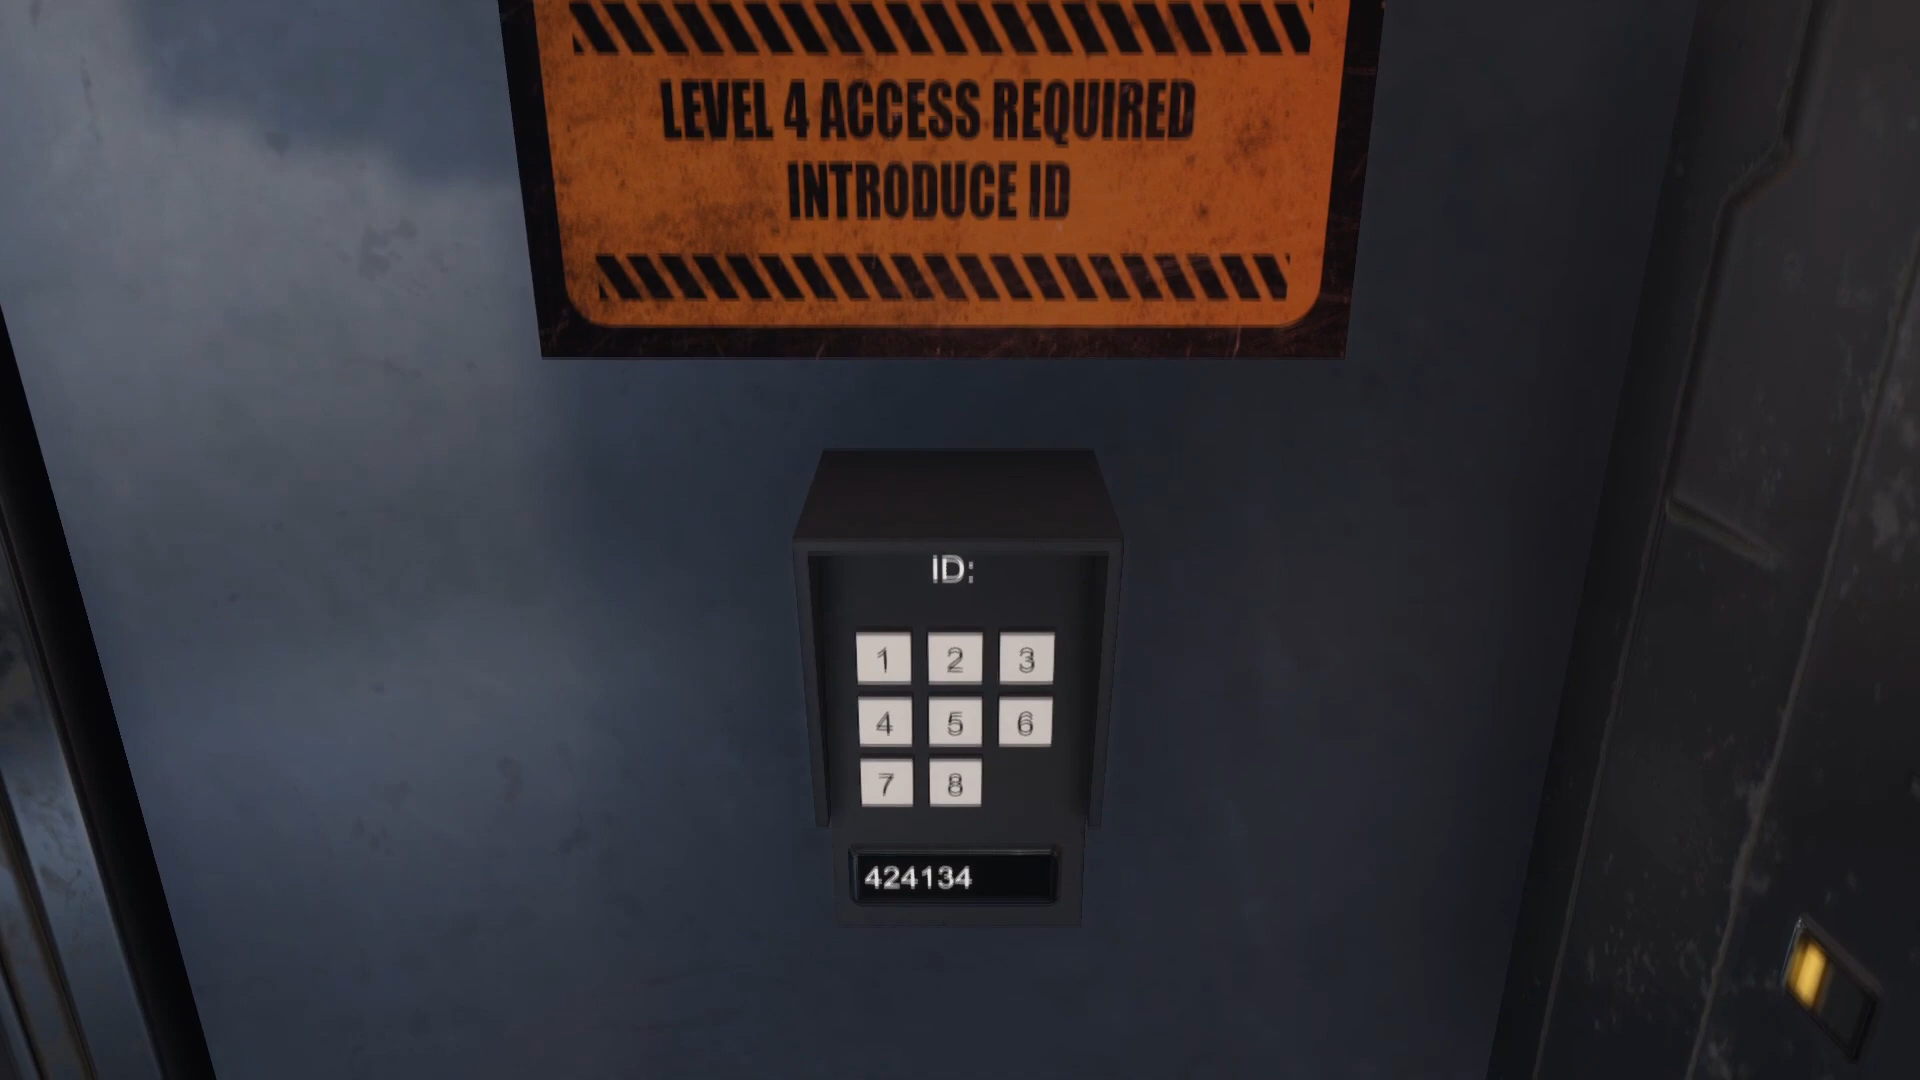 LEVEL 4 ACCESS REQUIRED
INTRODUCE ID
ID:
1 2 3
4 5 6
7 8
424134